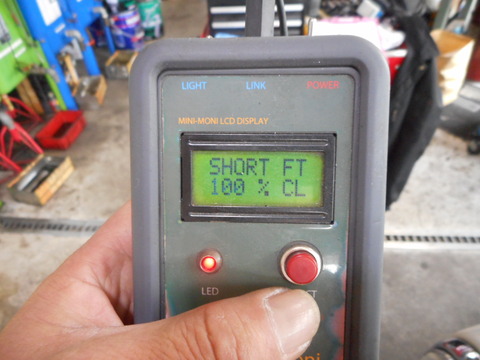 LIGHT LINK POWER
MINI-MONI LCD DISPLAY
SHORT FT
100 % CL
LED